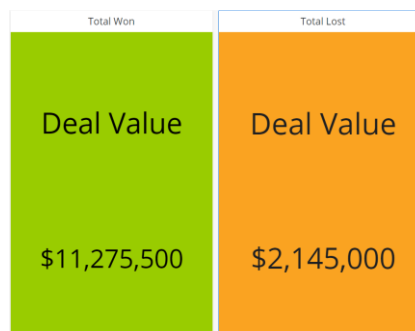 Total Won
Deal Value
$11,275,500
Total Lost
Deal Value
$2,145,000